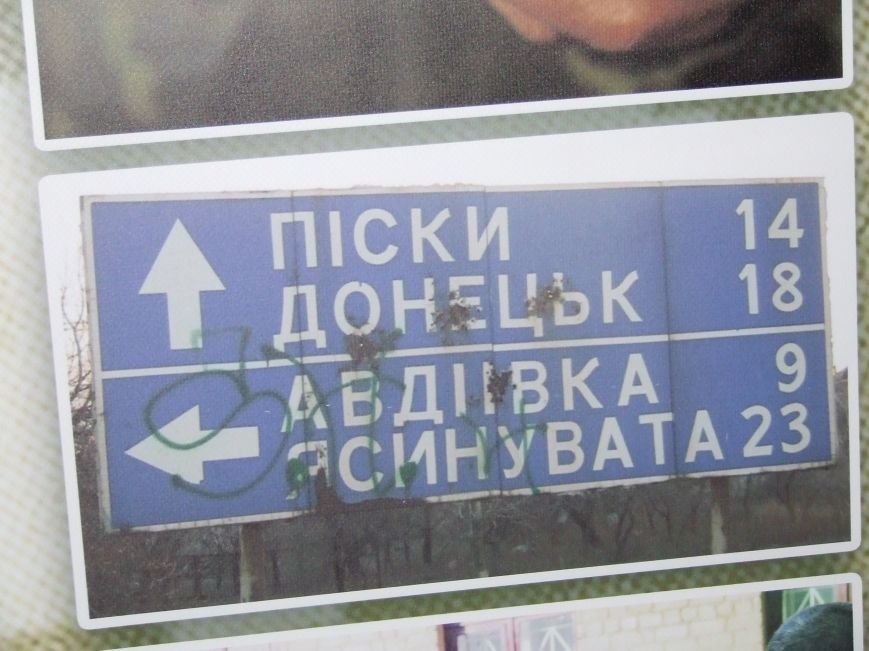 ПІСКИ 14
ДОНЕЦЬК 18
АВДІЇВКА 9
ЯСИНУВАТА 23